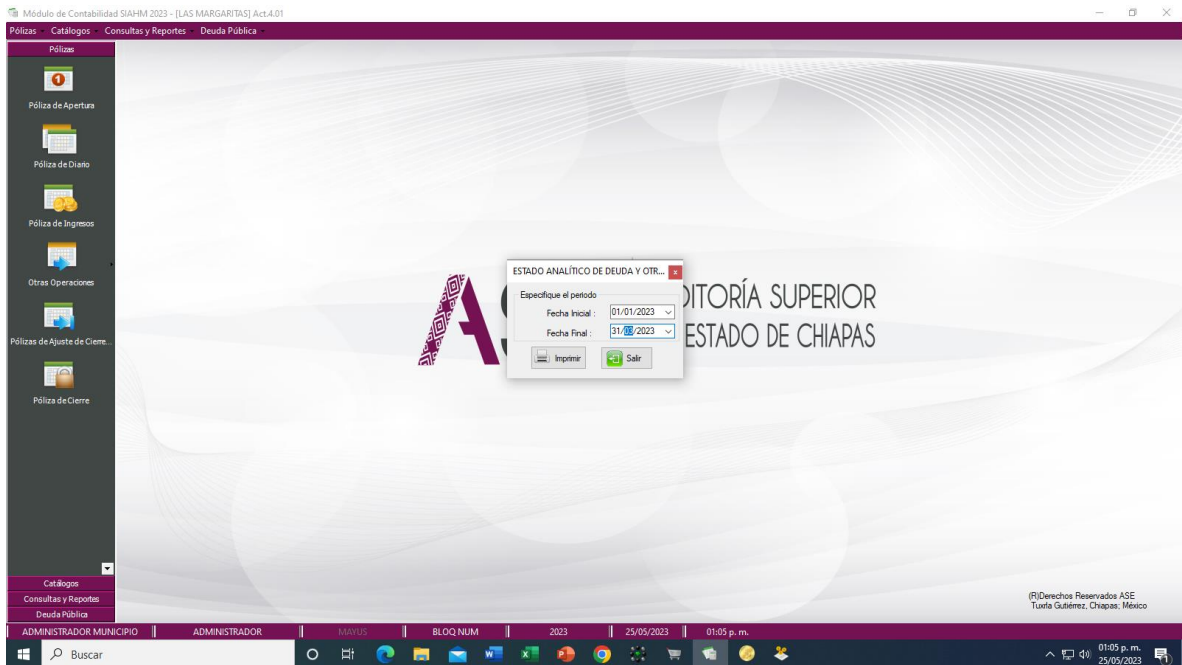 Módulo de Contabilidad SIAHM 2023 - [LAS MARGARITAS] Act.4.01
Pólizas Catálogos Consultas y Reportes Deuda Pública
Pólizas
1
Póliza de Apertura
Póliza de Diario
Póliza de Ingresos
Otras Operaciones
Pólizas de Ajuste de Cierre...
Póliza de Cierre
ESTADO ANALÍTICO DE DEUDA Y OTR...
Especifique el periodo
Fecha Inicial : 01/01/2023
Fecha Final : 31/03/2023
Imprimir Salir
DITORÍA SUPERIOR
ESTADO DE CHIAPAS
Catálogos
Consultas y Reportes
Deuda Pública
(R)Derechos Reservados ASE
Tuxtla Gutiérrez, Chiapas; México
ADMINISTRADOR MUNICIPIO ADMINISTRADOR MAYUS BLOQ NUM 2023 25/05/2023 01:05 p. m.
Buscar
01:05 p. m.
25/05/2023